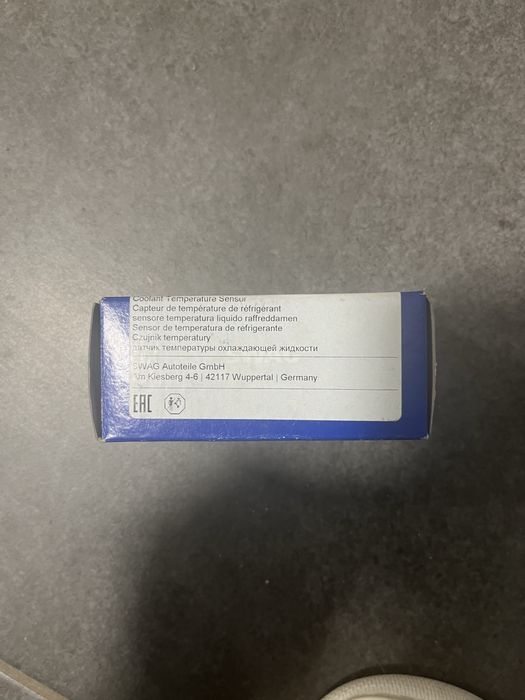 Coolant Temperature Sensor
Capteur de température de réfrigérant
sensore temperatura liquido raffreddamen
Sensor de temperatura de refrigerante
Czujnik temperatury
датчик температуры охлаждающей жидкости
SWAG Autoteile GmbH
Am Kiesberg 4-6 | 42117 Wuppertal | Germany
EAC